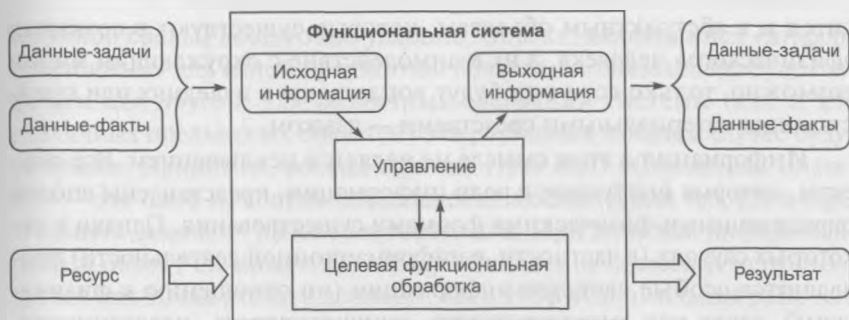 Функциональная система
Данные-задачи
Данные-факты
Исходная
информация
Выходная
информация
Данные-задачи
Данные-факты
Управление
Ресурс
Целевая функциональная
обработка
Результат